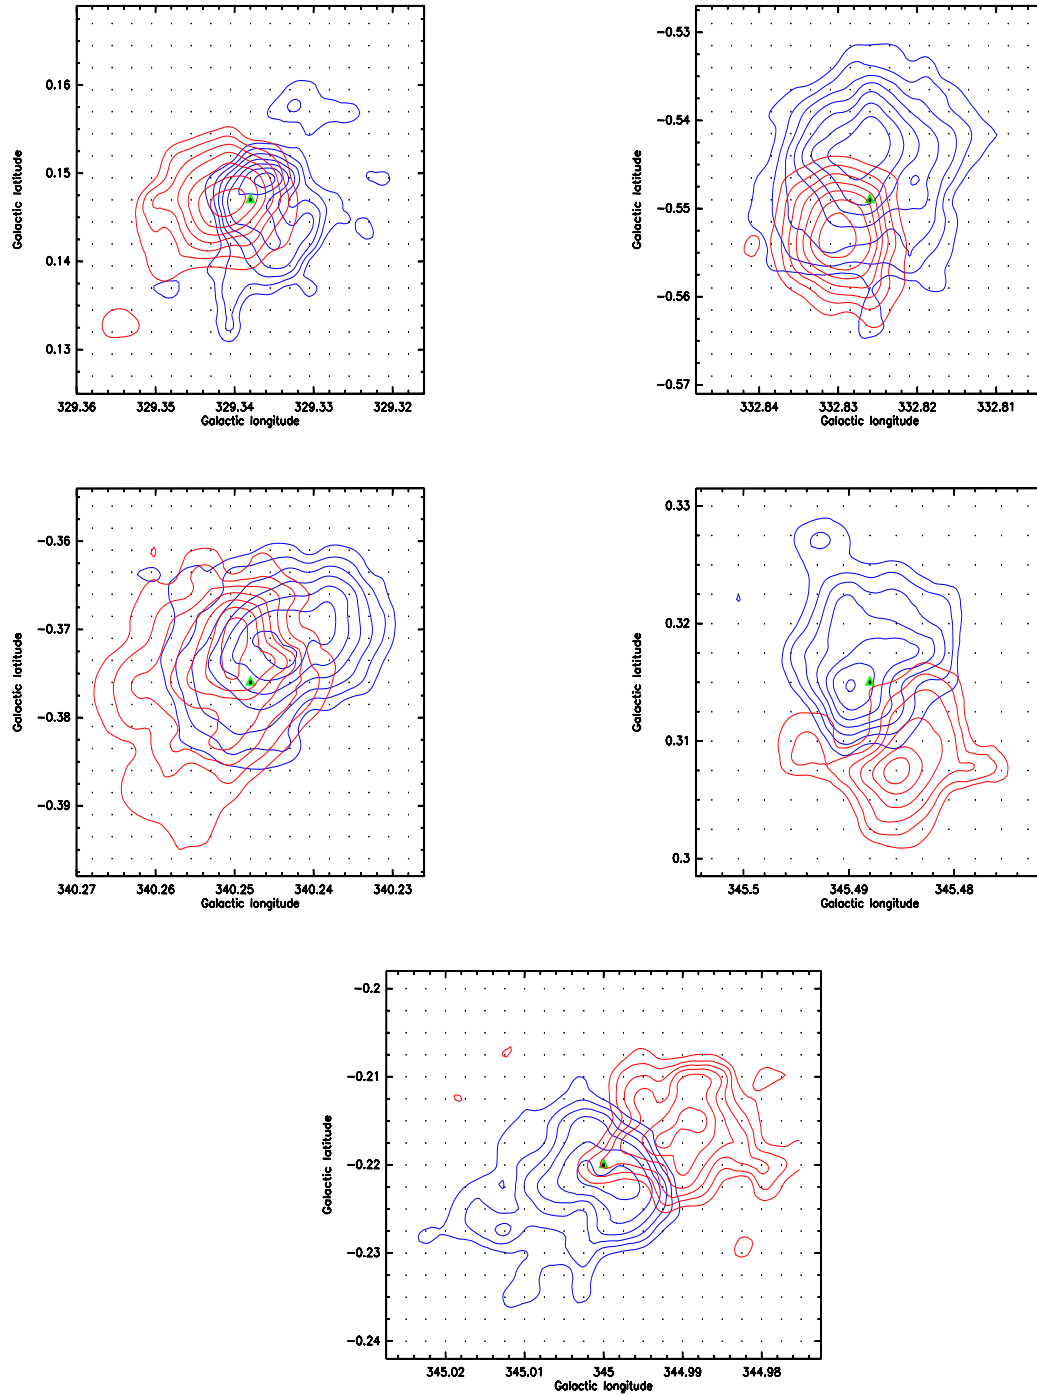 0.16
0.15
0.14
0.13
Galactic latitude
329.36 329.35 329.34 329.33 329.32
Galactic longitude
−0.53
−0.54
−0.55
−0.56
−0.57
Galactic latitude
332.84 332.83 332.82 332.81
Galactic longitude
−0.36
−0.37
−0.38
−0.39
Galactic latitude
340.27 340.26 340.25 340.24 340.23
Galactic longitude
0.33
0.32
0.31
0.3
Galactic latitude
345.5 345.49 345.48
Galactic longitude
−0.2
−0.21
−0.22
−0.23
−0.24
Galactic latitude
345.02 345.01 345 344.99 344.98
Galactic longitude